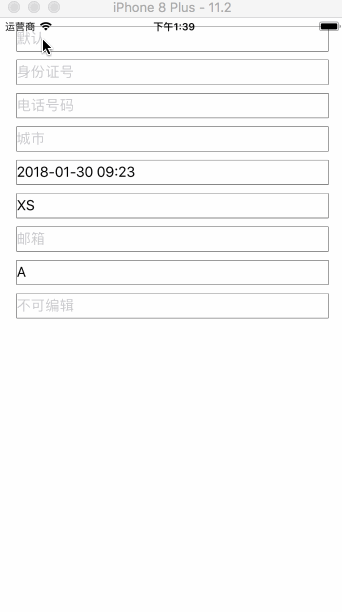 iPhone 8 Plus - 11.2
运营商 下午1:39
默认
身份证号
电话号码
城市
2018-01-30 09:23
XS
邮箱
A
不可编辑